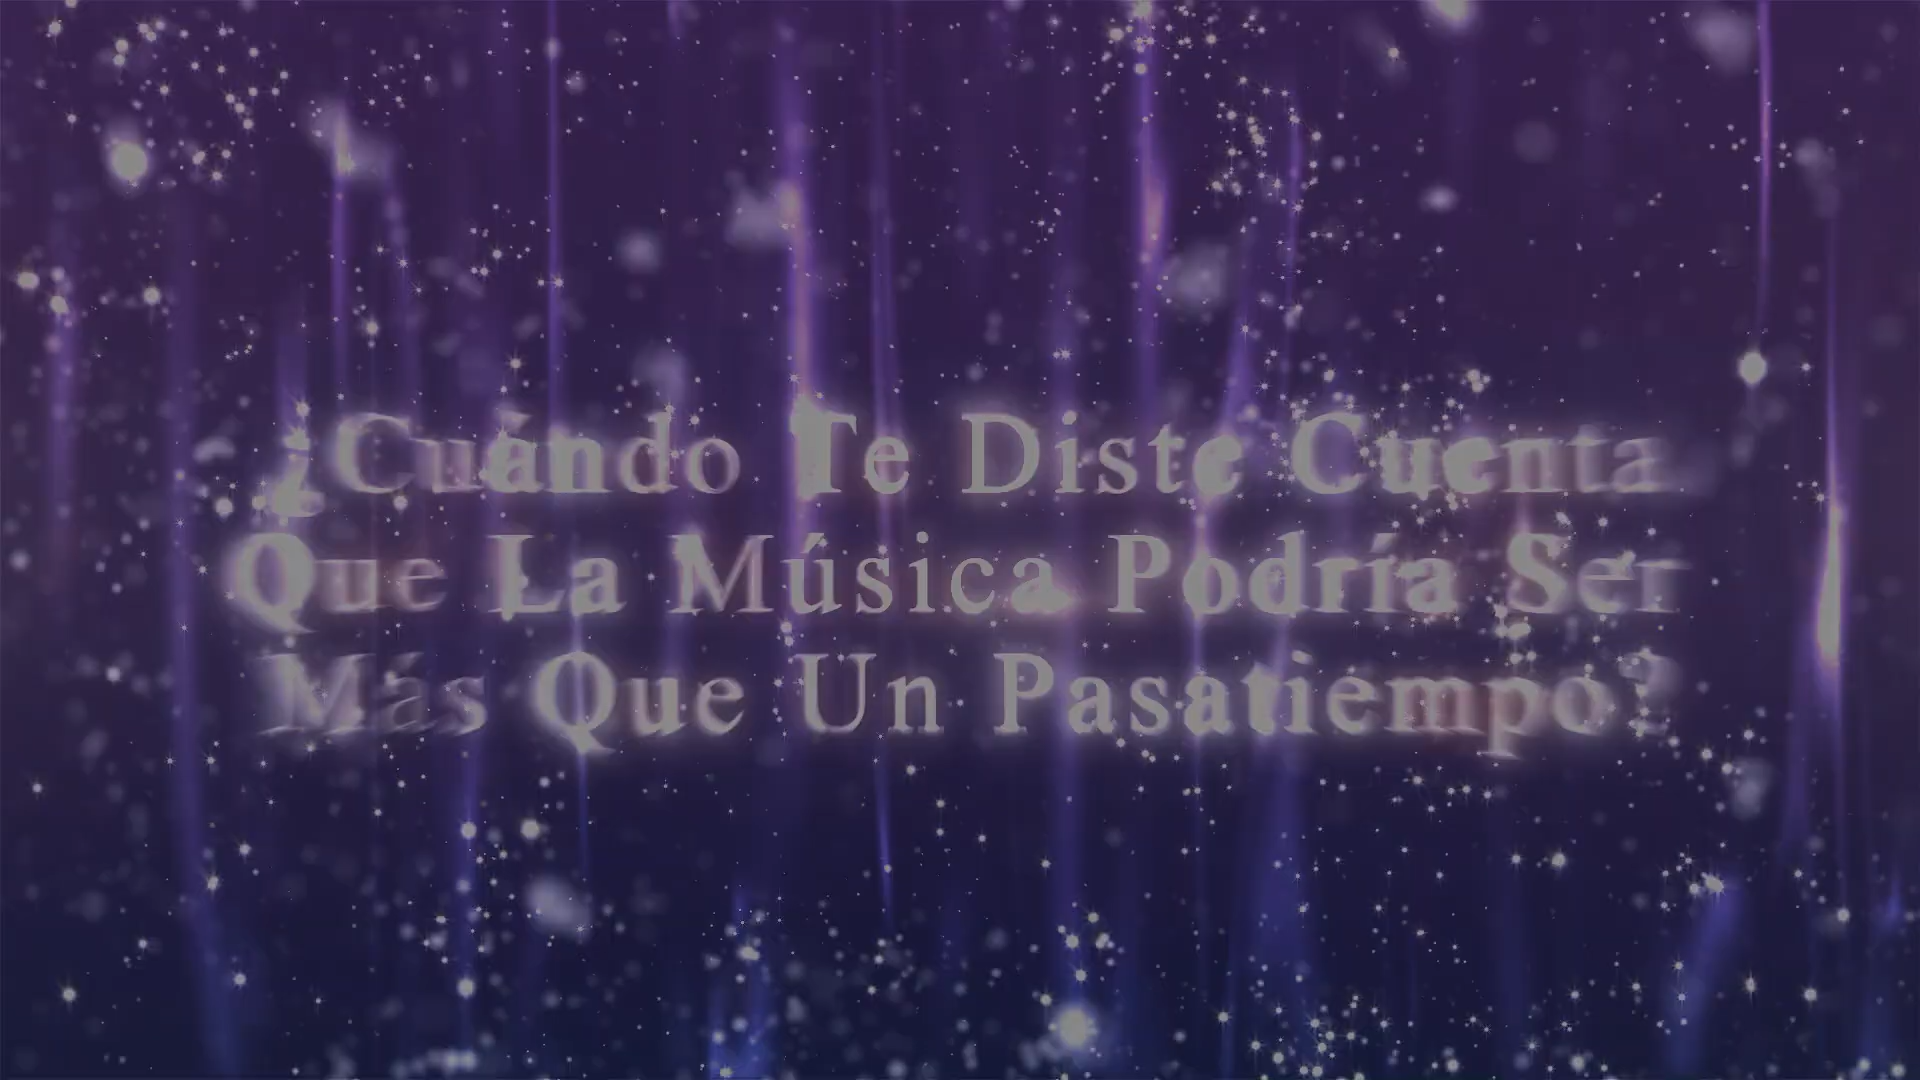 ¿Cuándo Te Diste Cuenta
Que La Música Podría Ser
Más Que Un Pasatiempo?